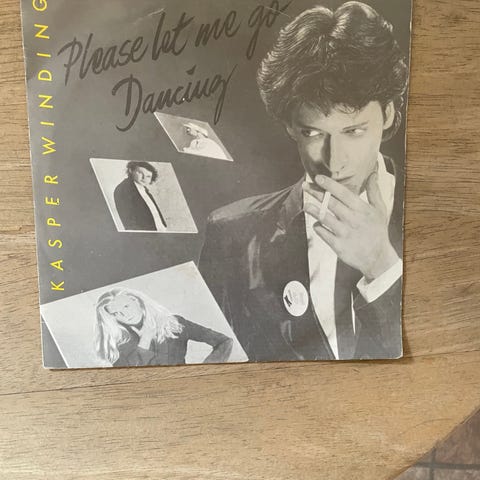 Please let me go
Dancing
KASPER WINDING